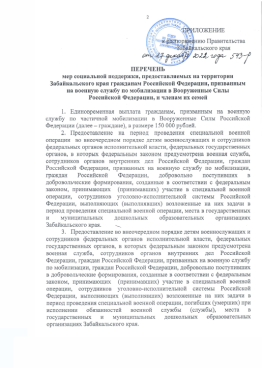 1
ПРИЛОЖЕНИЕ
к распоряжению Правительства
Забайкальского края
от 27 декабря 2022 года 593-р
ПЕРЕЧЕНЬ
мер социальной поддержки, предоставляемых на территории
Забайкальского края гражданам Российской Федерации, призванным
на военную службу по мобилизации в Вооруженные Силы
Российской Федерации, и членам их семей
1. Единовременная выплата гражданам, призванным на военную
службу по частичной мобилизации в Вооруженные Силы Российской
Федерации (далее – граждане), в размере 150 000 рублей.
2. Предоставление на период проведения специальной военной
операции во внеочередном порядке детям военнослужащих и сотрудников
федеральных органов исполнительной власти, федеральных государственных
органов, в которых федеральным законом предусмотрена военная служба,
сотрудников органов внутренних дел Российской Федерации, граждан
Российской Федерации, призванных на военную службу по мобилизации,
граждан Российской Федерации, добровольно поступивших в
добровольческие формирования, созданные в соответствии с федеральным
законом, принимающих (принимавших) участие в специальной военной
операции, сотрудников уголовно-исполнительной системы Российской
Федерации, выполняющих (выполнявших) возложенные на них задачи в
период проведения специальной военной операции, места в государственных
и муниципальных дошкольных образовательных организациях
Забайкальского края.
3. Предоставление во внеочередном порядке детям военнослужащих и
сотрудников федеральных органов исполнительной власти, федеральных
государственных органов, в которых федеральным законом предусмотрена
военная служба, сотрудников органов внутренних дел Российской
Федерации, граждан Российской Федерации, призванных на военную службу
по мобилизации, граждан Российской Федерации, добровольно поступивших
в добровольческие формирования, созданные в соответствии с федеральным
законом, принимающих (принимавших) участие в специальной военной
операции, сотрудников уголовно-исполнительной системы Российской
Федерации, выполняющих (выполнявших) возложенные на них задачи в
период проведения специальной военной операции, погибших (умерших) при
исполнении обязанностей военной службы (службы), места в
государственных и муниципальных дошкольных образовательных
организациях Забайкальского края.